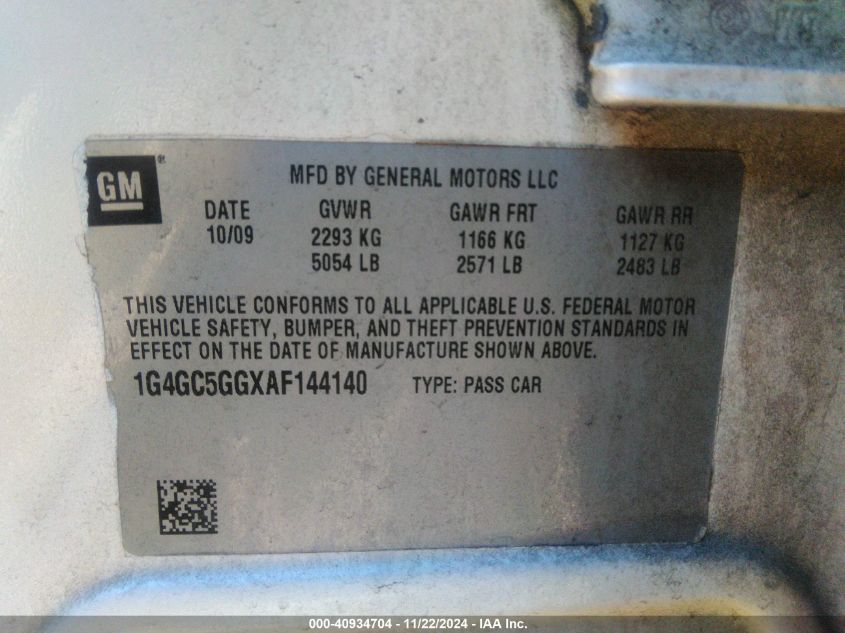 GM ®
MFD BY GENERAL MOTORS LLC
DATE GVWR GAWR FRT GAWR RR
10/09 2293 KG 1166 KG 1127 KG
5054 LB 2571 LB 2483 LB
THIS VEHICLE CONFORMS TO ALL APPLICABLE U.S. FEDERAL MOTOR
VEHICLE SAFETY, BUMPER, AND THEFT PREVENTION STANDARDS IN
EFFECT ON THE DATE OF MANUFACTURE SHOWN ABOVE.
1G4GC5GGXAF144140 TYPE: PASS CAR
000-40934704 - 11/22/2024 - IAA Inc.